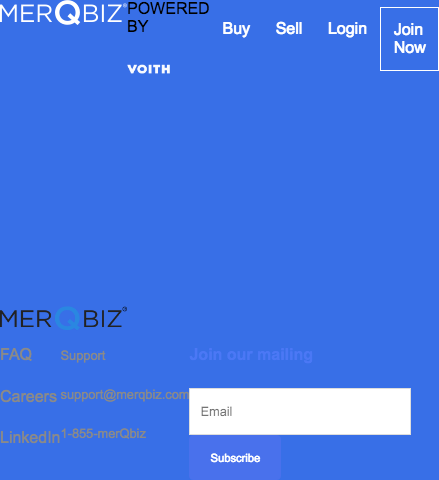 MERQBIZ®
POWERED
BY
VOITH
Buy
Sell
Login
Join
Now
MERQBIZ®
FAQ
Careers
LinkedIn
Support
support@merqbiz.com
1-855-merQbiz
Join our mailing
Email
Subscribe